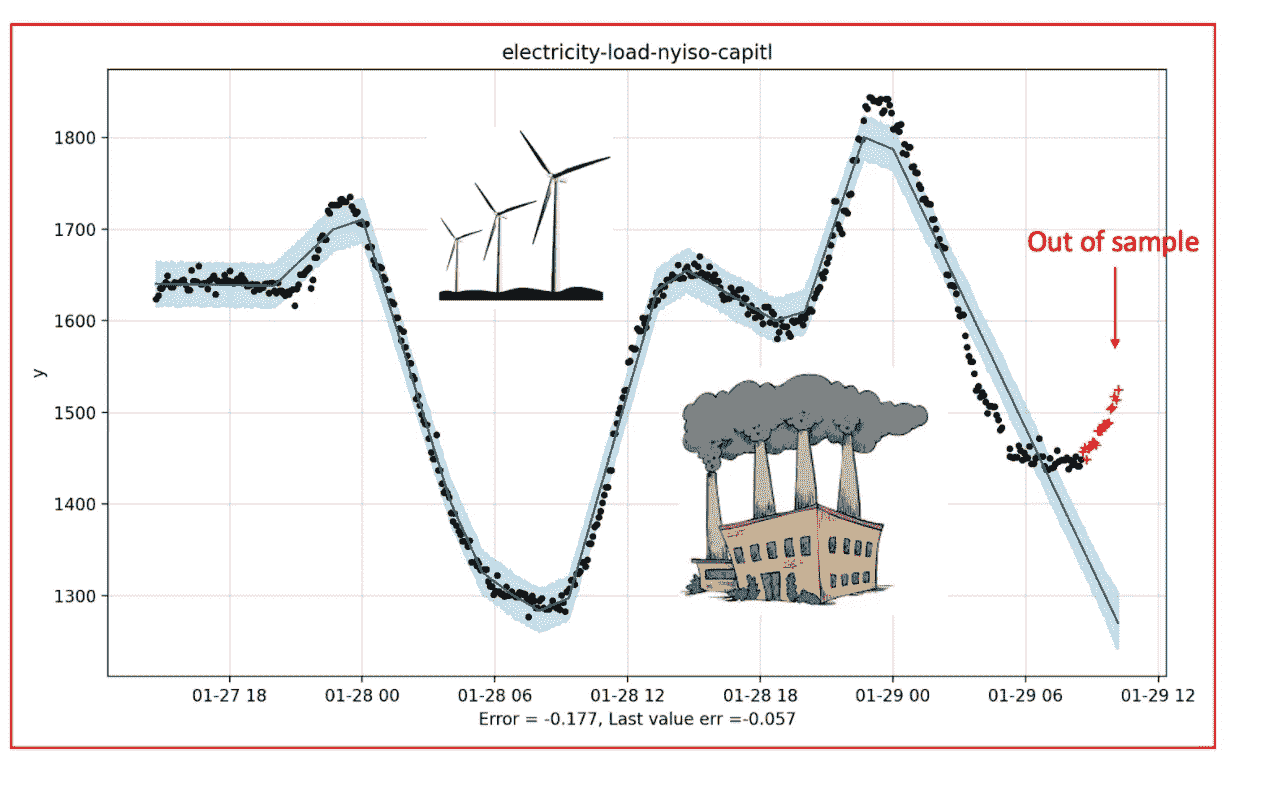 electricity-load-nyiso-capitl
1800
1700
Out of sample
1600
y
1500
1400
1300
01-27 18 01-28 00 01-28 06 01-28 12 01-28 18 01-29 00 01-29 06 01-29 12
Error = -0.177, Last value err =-0.057